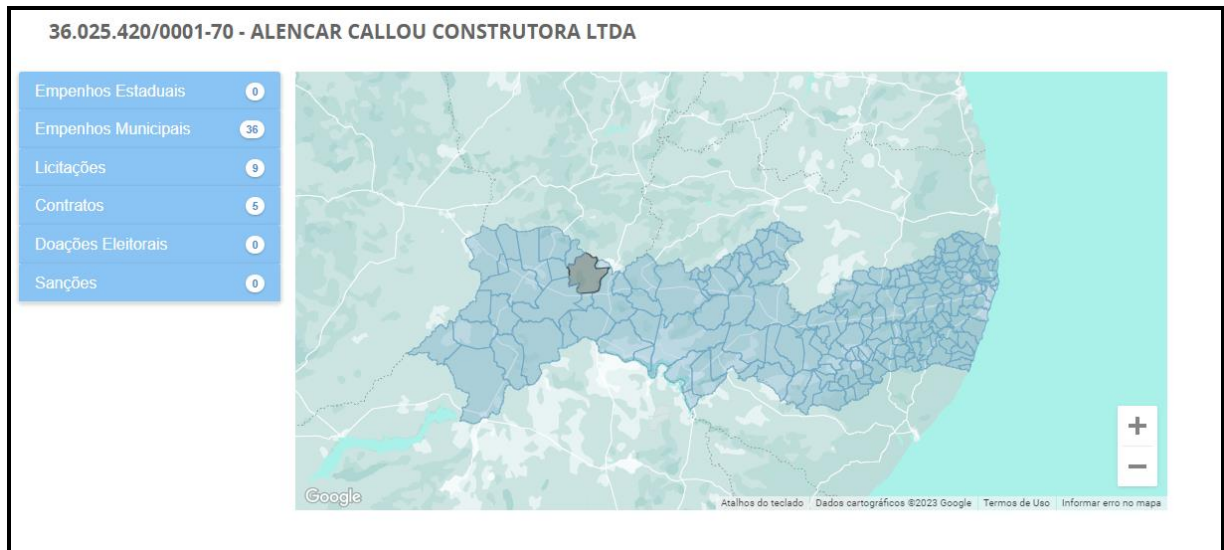 36.025.420/0001-70 - ALENCAR CALLOU CONSTRUTORA LTDA
Empenhos Estaduais 0
Empenhos Municipais 36
Licitações 9
Contratos 5
Doações Eleitorais 0
Sanções 0
+
−
Google
Atalhos do teclado Dados cartográficos ©2023 Google Termos de Uso Informar erro no mapa